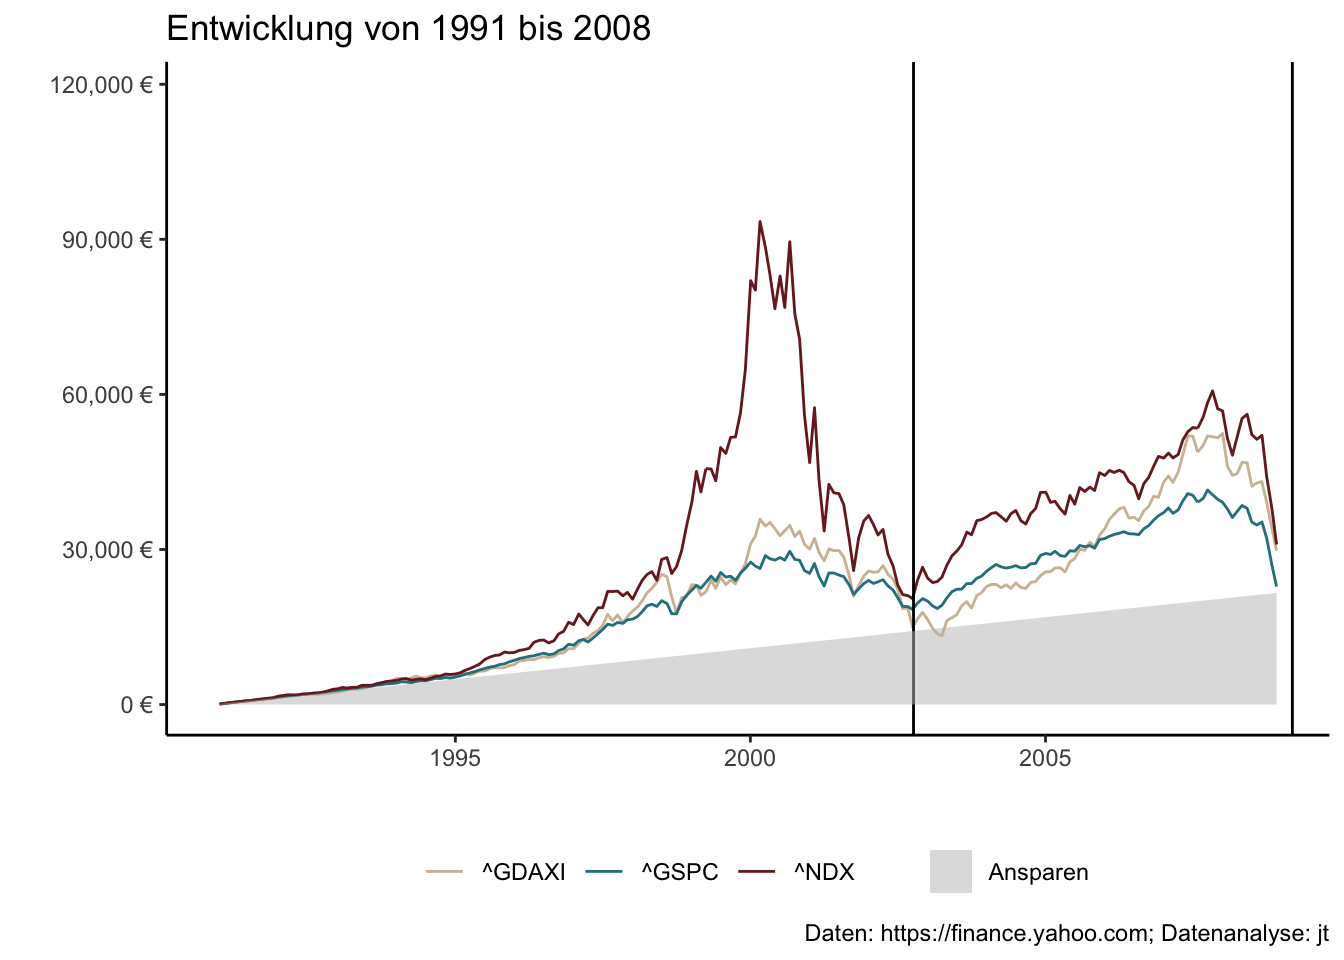 Entwicklung von 1991 bis 2008
120,000 €
90,000 €
60,000 €
30,000 €
0 €
1995 2000 2005
^GDAXI ^GSPC ^NDX Ansparen
Daten: https://finance.yahoo.com; Datenanalyse: jt